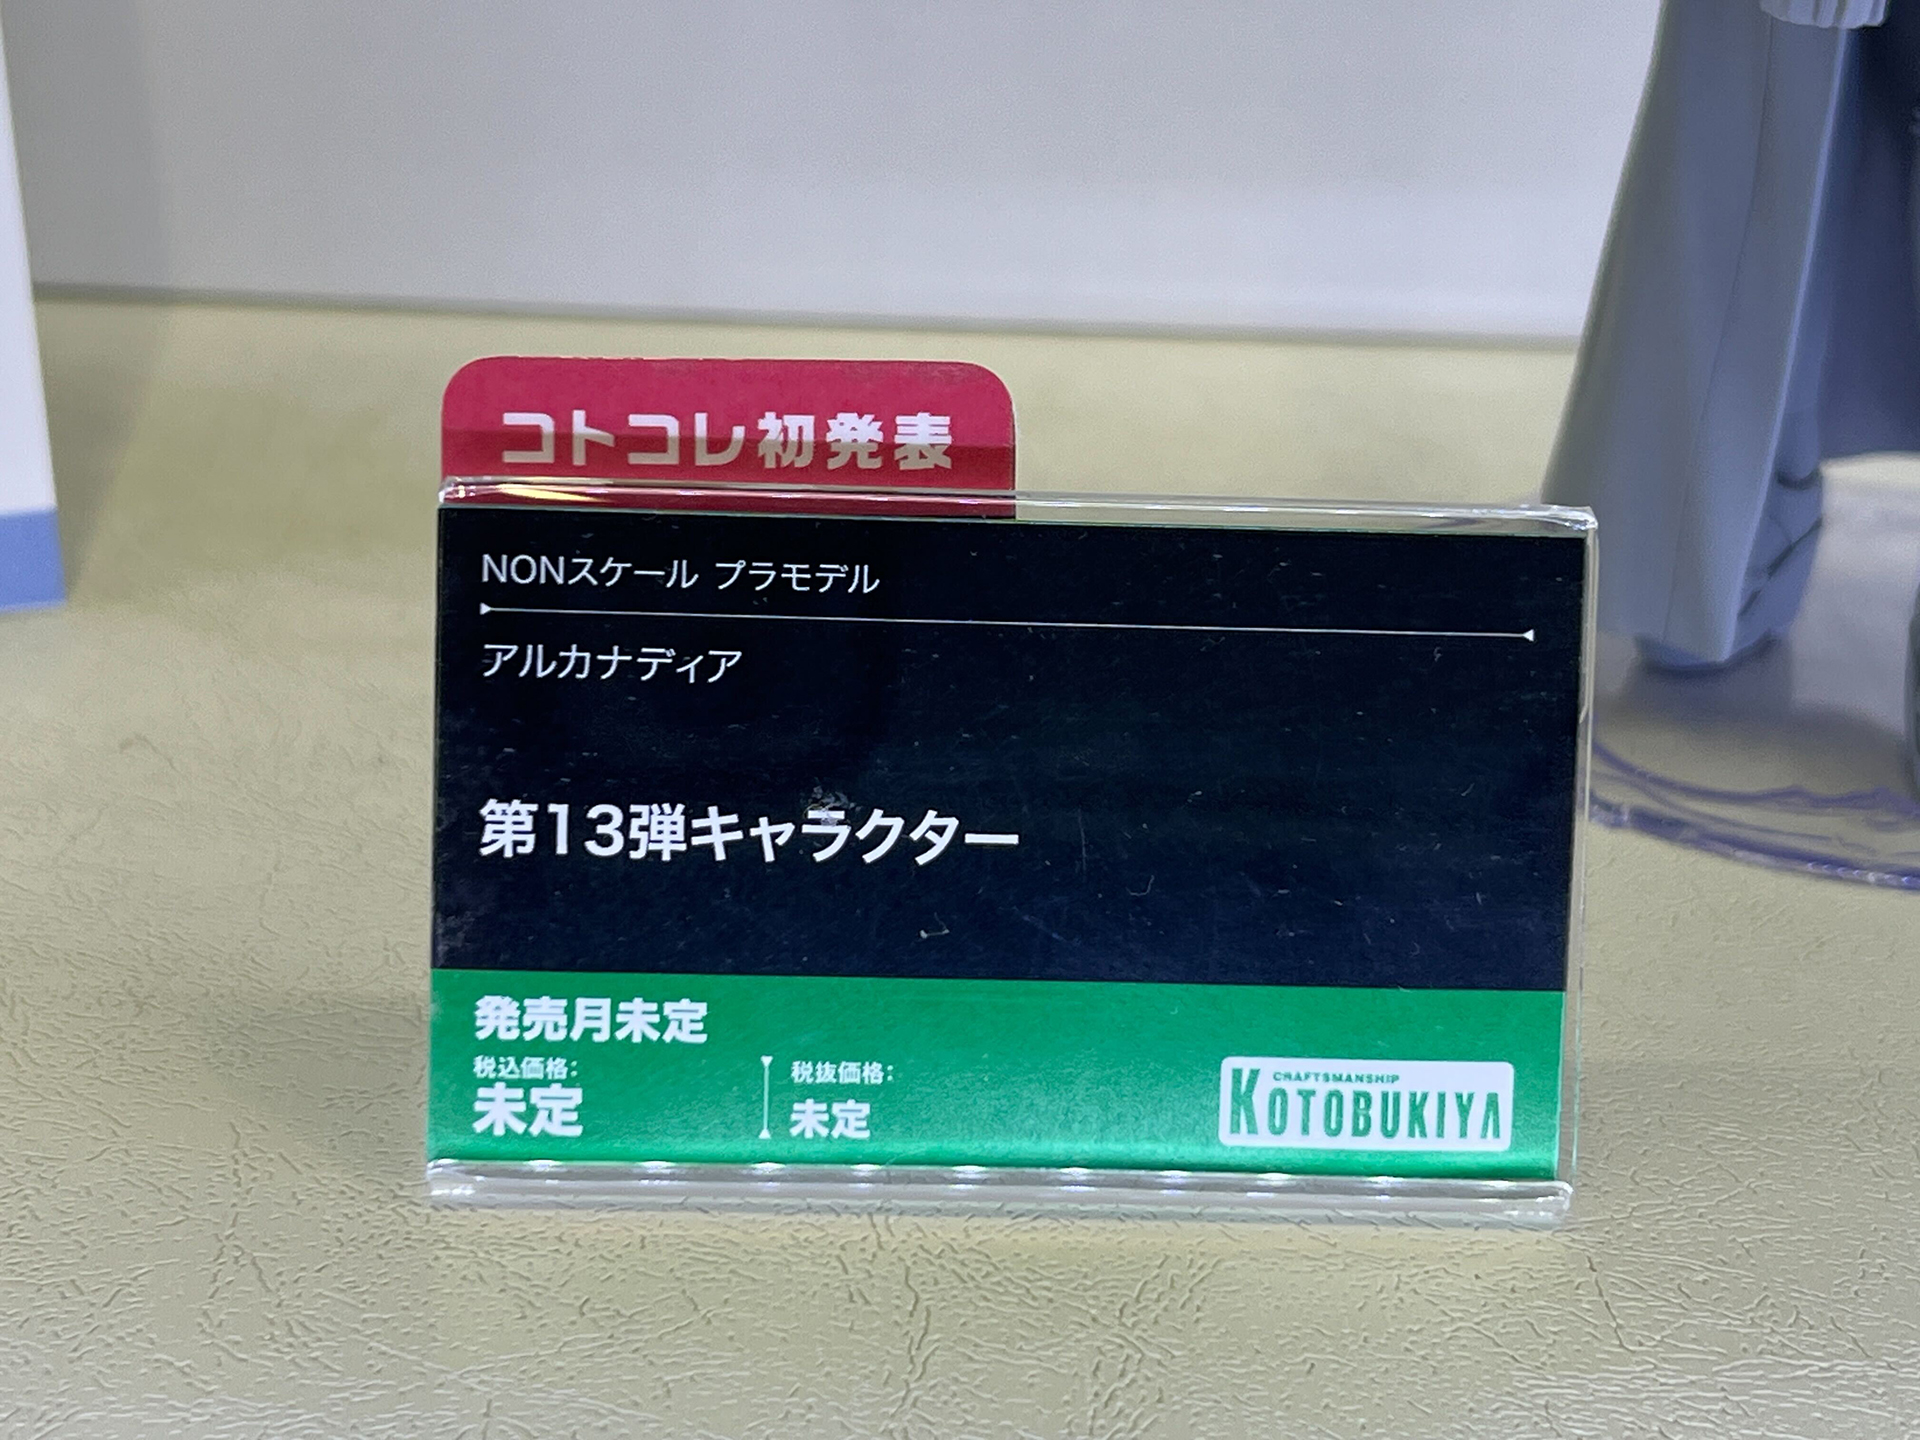 コトコレ初発表
NONスケール プラモデル
アルカナディア
第13弾キャラクター
発売月未定
税込価格:
未定
税抜価格:
未定
CRAFTSMANSHIP
KOTOBUKIYA